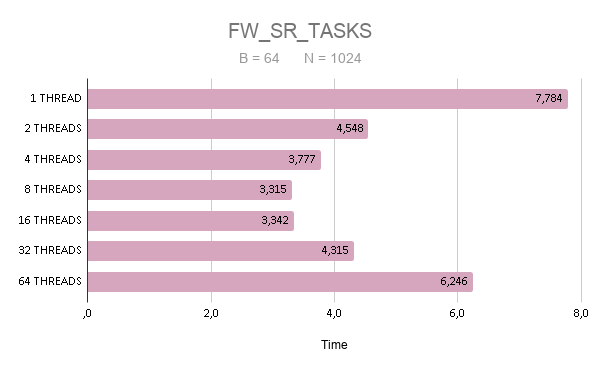 FW_SR_TASKS
B = 64 N = 1024
1 THREAD 7,784
2 THREADS 4,548
4 THREADS 3,777
8 THREADS 3,315
16 THREADS 3,342
32 THREADS 4,315
64 THREADS 6,246
,0 2,0 4,0 6,0 8,0
Time